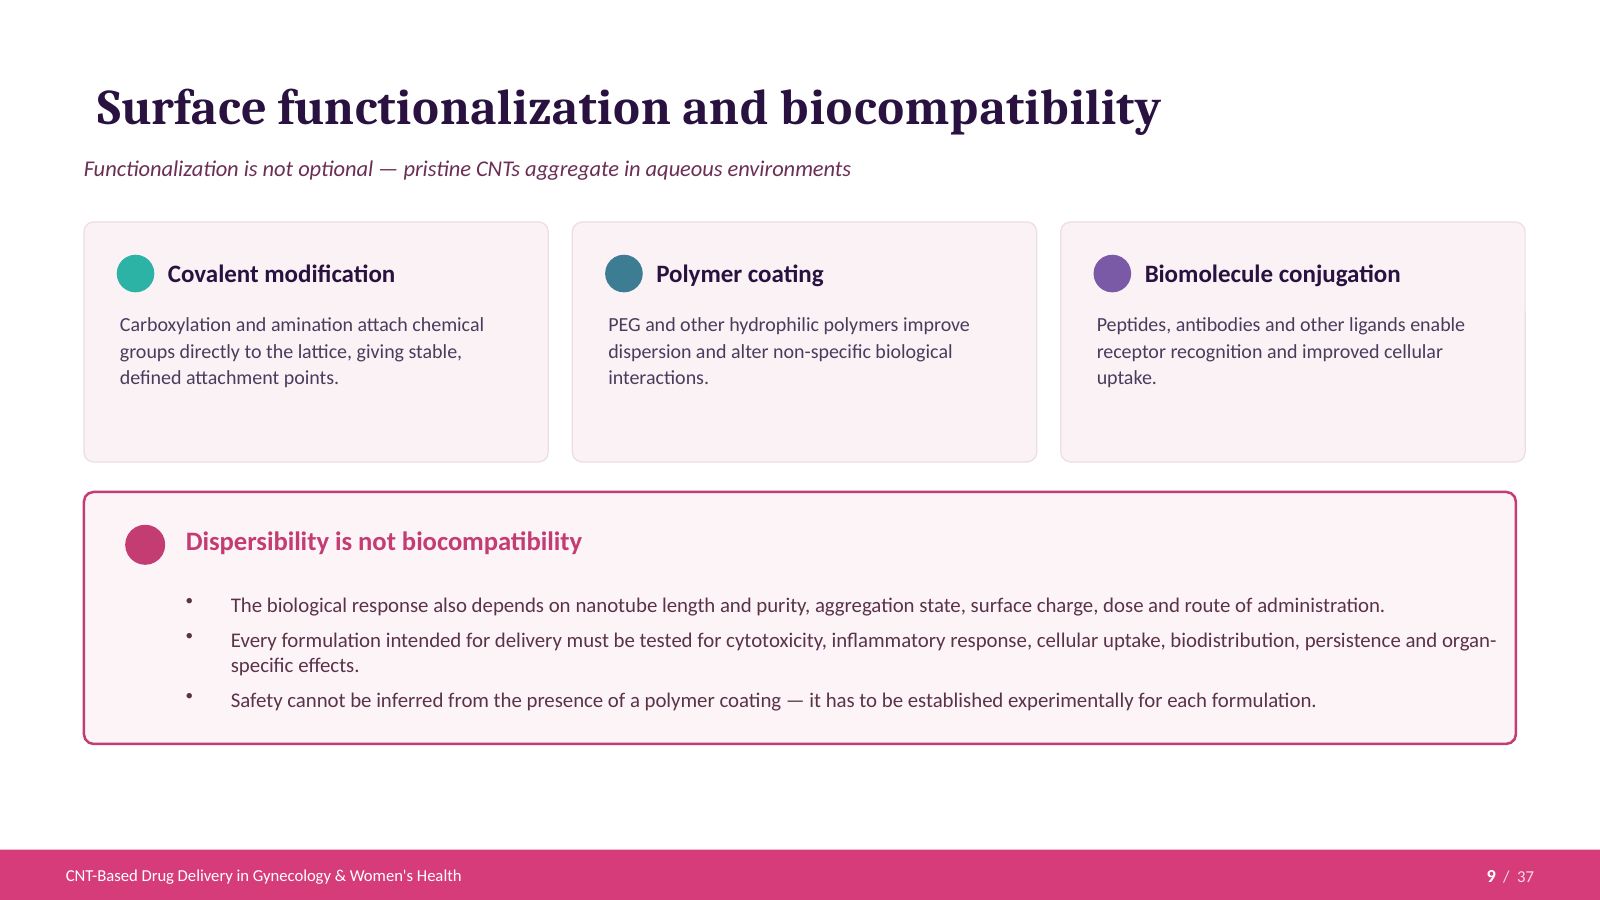 Surface functionalization and biocompatibility
Functionalization is not optional — pristine CNTs aggregate in aqueous environments
Covalent modification
Carboxylation and amination attach chemical
groups directly to the lattice, giving stable,
defined attachment points.
Polymer coating
PEG and other hydrophilic polymers improve
dispersion and alter non-specific biological
interactions.
Biomolecule conjugation
Peptides, antibodies and other ligands enable
receptor recognition and improved cellular
uptake.
Dispersibility is not biocompatibility
• The biological response also depends on nanotube length and purity, aggregation state, surface charge, dose and route of administration.
• Every formulation intended for delivery must be tested for cytotoxicity, inflammatory response, cellular uptake, biodistribution, persistence and organ-
specific effects.
• Safety cannot be inferred from the presence of a polymer coating — it has to be established experimentally for each formulation.
CNT-Based Drug Delivery in Gynecology & Women's Health
9 / 37